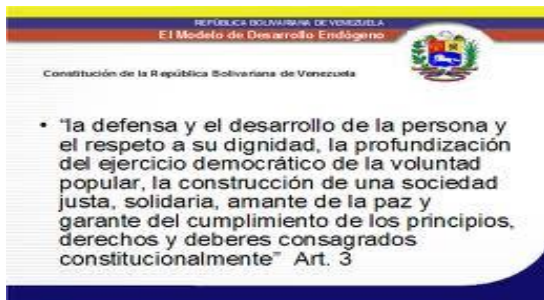 REPÚBLICA BOLIVARIANA DE VENEZUELA
El Modelo de Desarrollo Endógeno
Constitución de la República Bolivariana de Venezuela
• “la defensa y el desarrollo de la persona y
el respeto a su dignidad, la profundización
del ejercicio democrático de la voluntad
popular, la construcción de una sociedad
justa, solidaria, amante de la paz y
garante del cumplimiento de los principios,
derechos y deberes consagrados
constitucionalmente” Art. 3